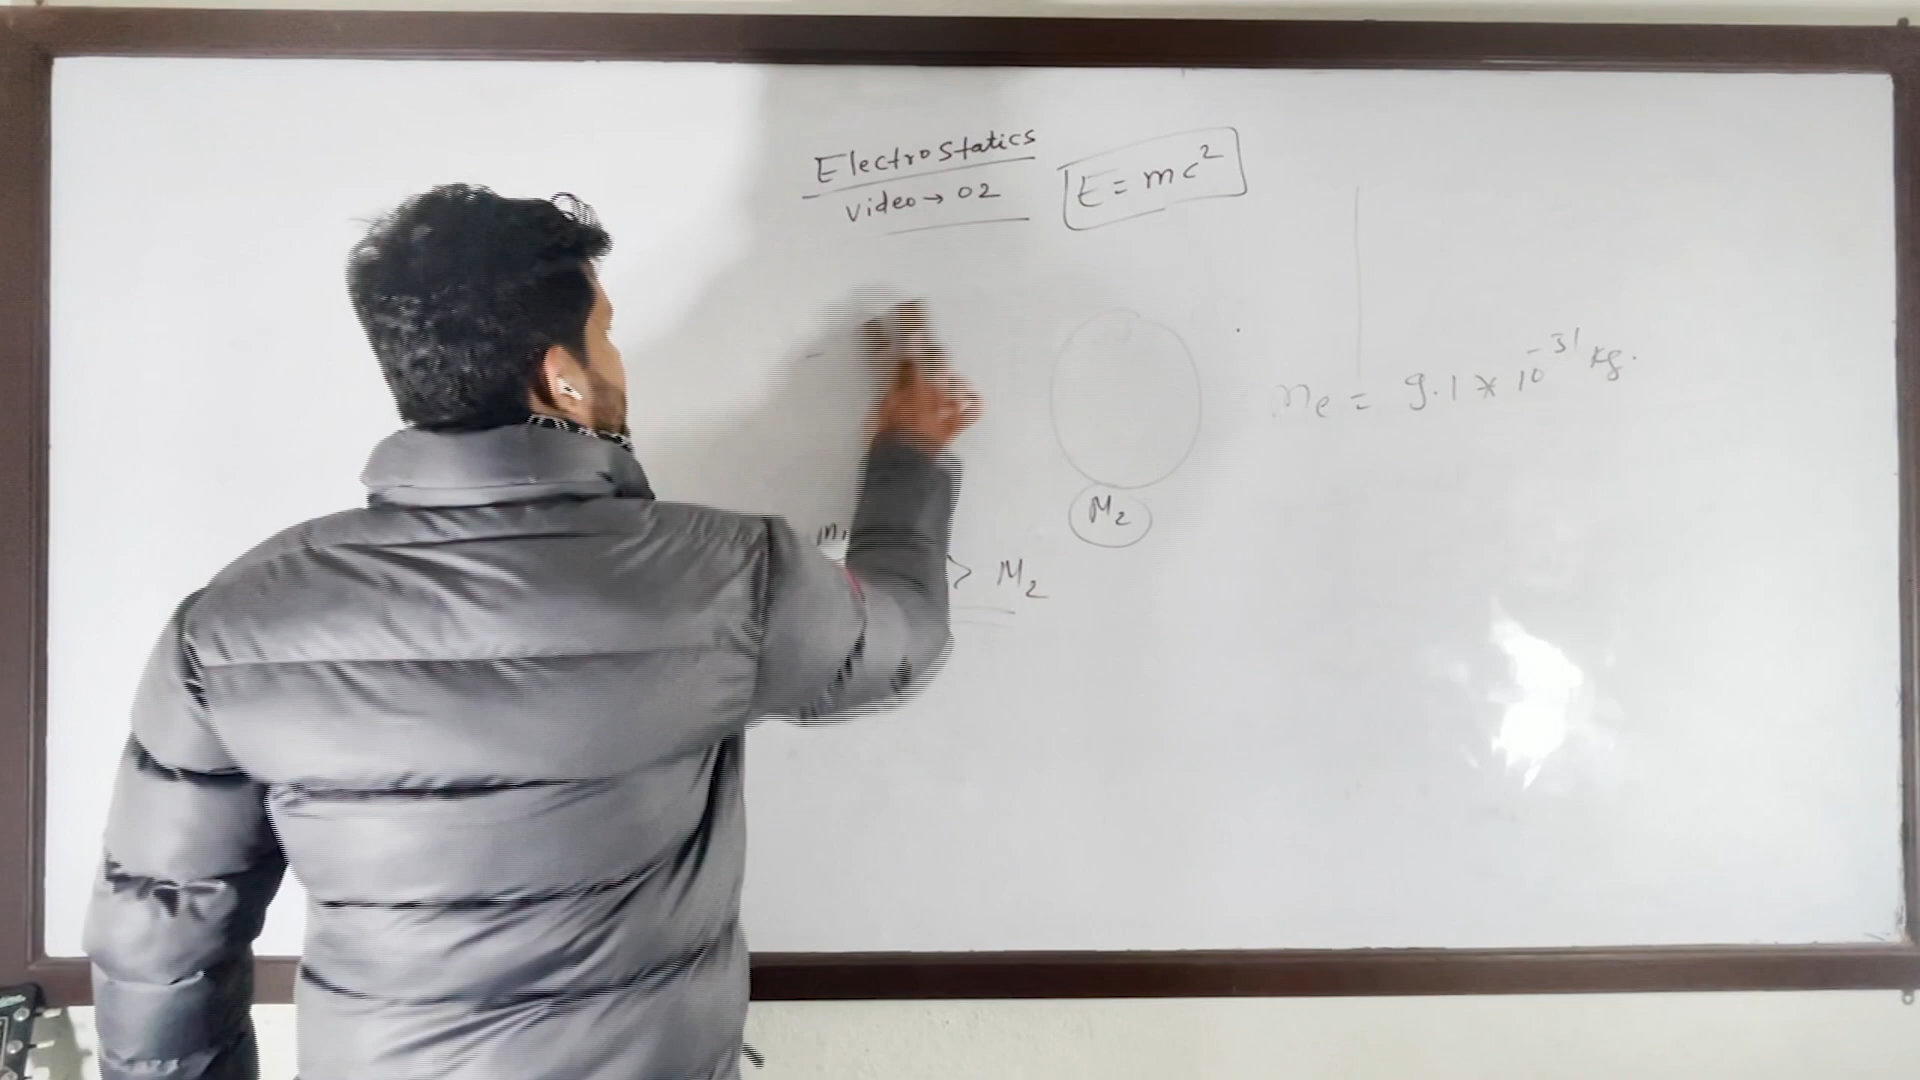 Electrostatics
Video → 02
E = mc²
me = 9.1 * 10⁻³¹ kg.
M₂
m₁
> M₂